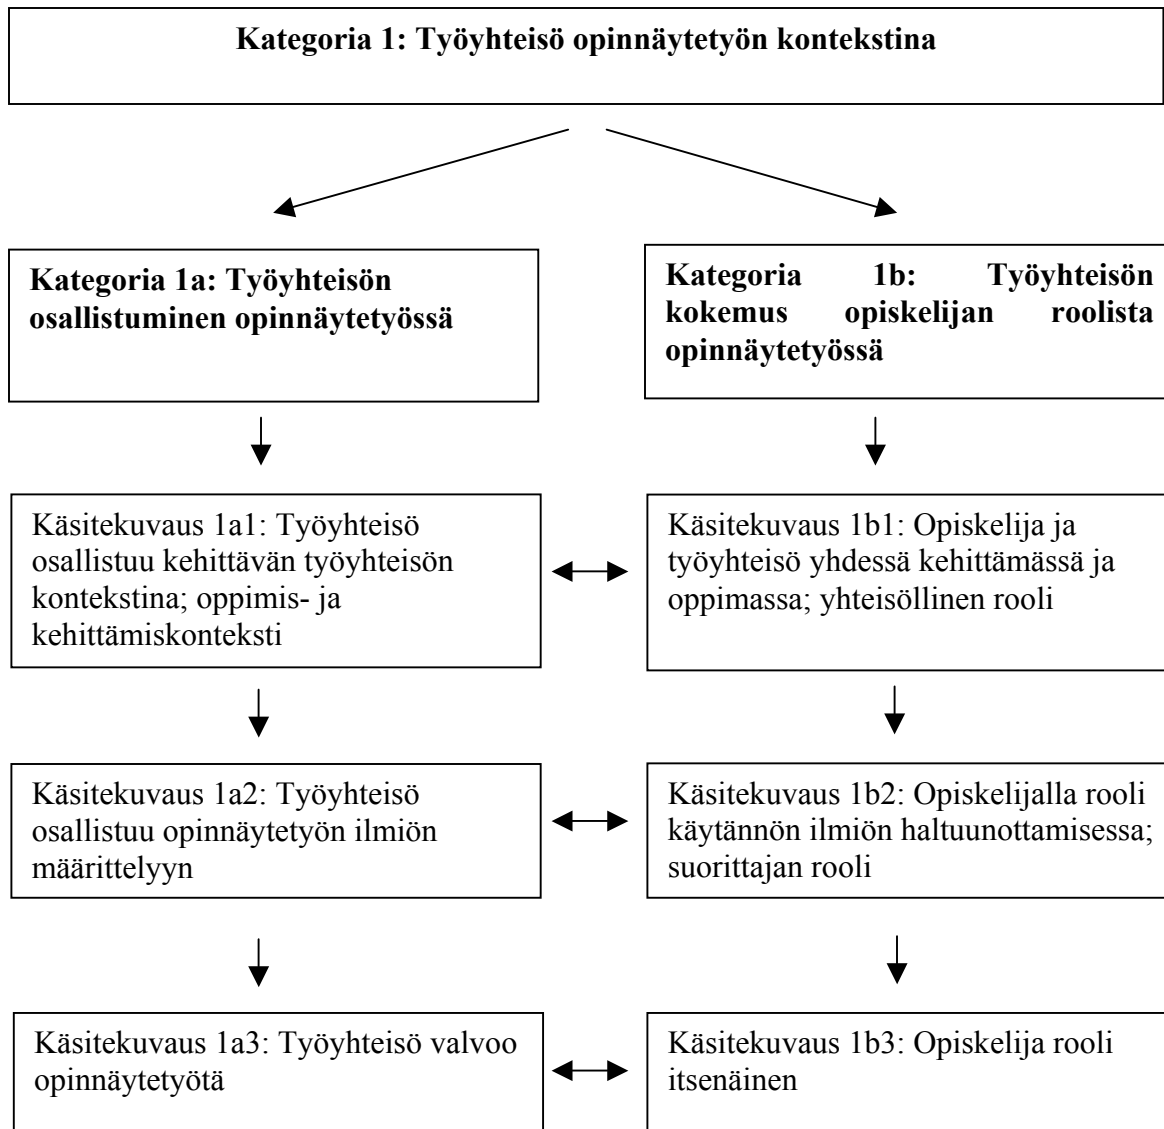 Kategoria 1: Työyhteisö opinnäytetyön kontekstina
Kategoria 1a: Työyhteisön
osallistuminen opinnäytetyössä
Kategoria 1b: Työyhteisön
kokemus opiskelijan roolista
opinnäytetyössä
Käsitekuvaus 1a1: Työyhteisö
osallistuu kehittävän työyhteisön
kontekstina; oppimis- ja
kehittämiskonteksti
Käsitekuvaus 1b1: Opiskelija ja
työyhteisö yhdessä kehittämässä ja
oppimassa; yhteisöllinen rooli
Käsitekuvaus 1a2: Työyhteisö
osallistuu opinnäytetyön ilmiön
määrittelyyn
Käsitekuvaus 1b2: Opiskelijalla rooli
käytännön ilmiön haltuunottamisessa;
suorittajan rooli
Käsitekuvaus 1a3: Työyhteisö valvoo
opinnäytetyötä
Käsitekuvaus 1b3: Opiskelija rooli
itsenäinen